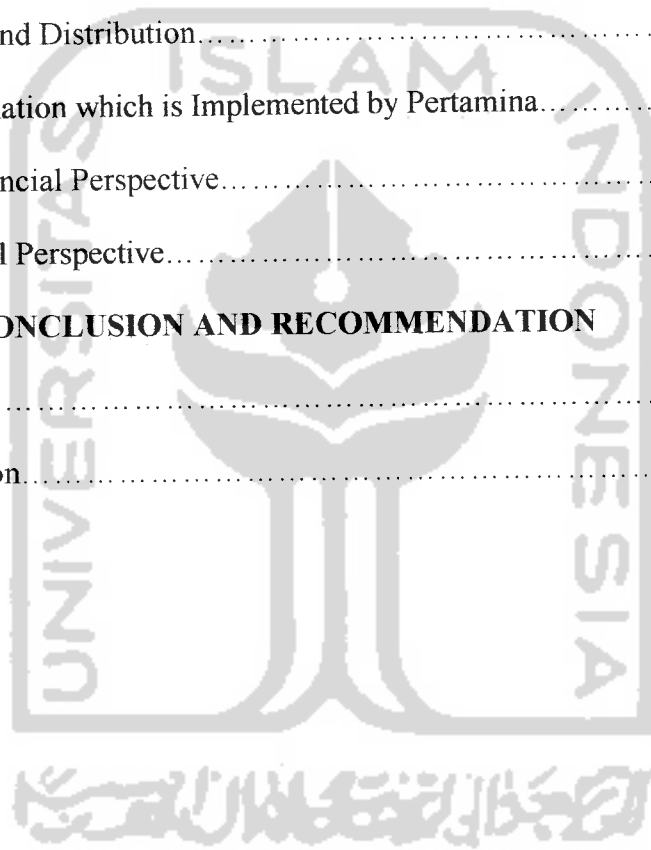 nd Distribution……………………………………
ation which is Implemented by Pertamina…………
ncial Perspective……………………………………
l Perspective…………………………………………
ONCLUSION AND RECOMMENDATION
……………………………………………………………
on…………………………………………………………
UNIVERSITAS
ISLAM
INDONESIA